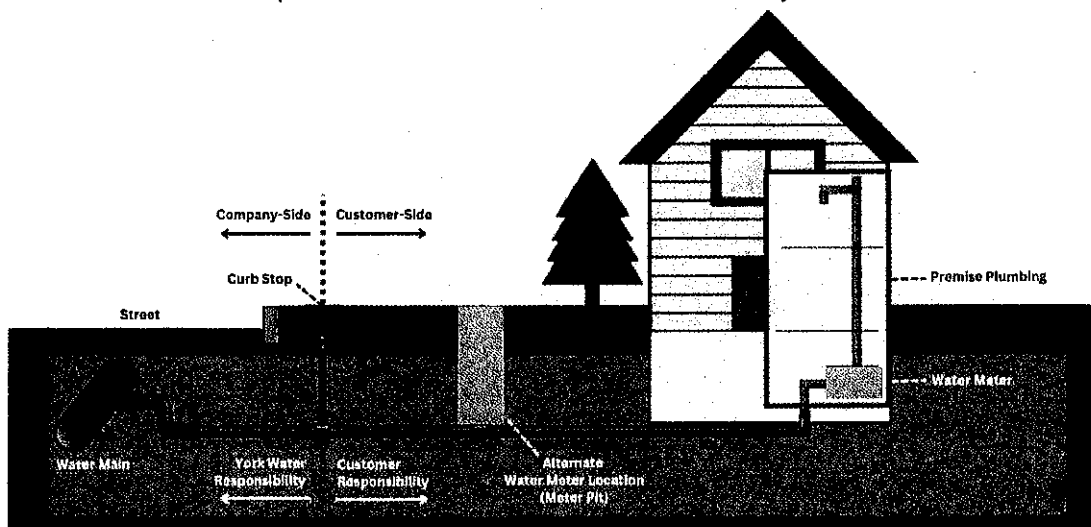 Company-Side
Customer-Side
Curb Stop
Street
Premise Plumbing
Water Meter
Water Main
York Water
Responsibility
Customer
Responsibility
Alternate
Water Meter Location
(Meter Pit)